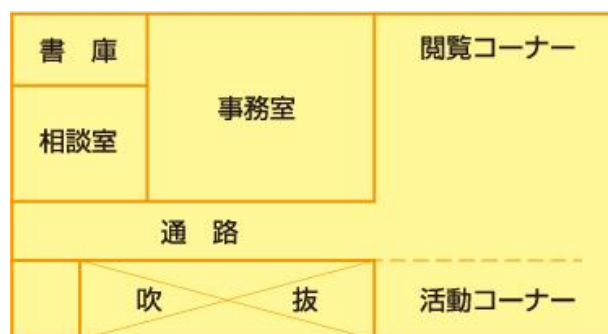 書庫
閲覧コーナー
事務室
相談室
通路
吹抜
活動コーナー